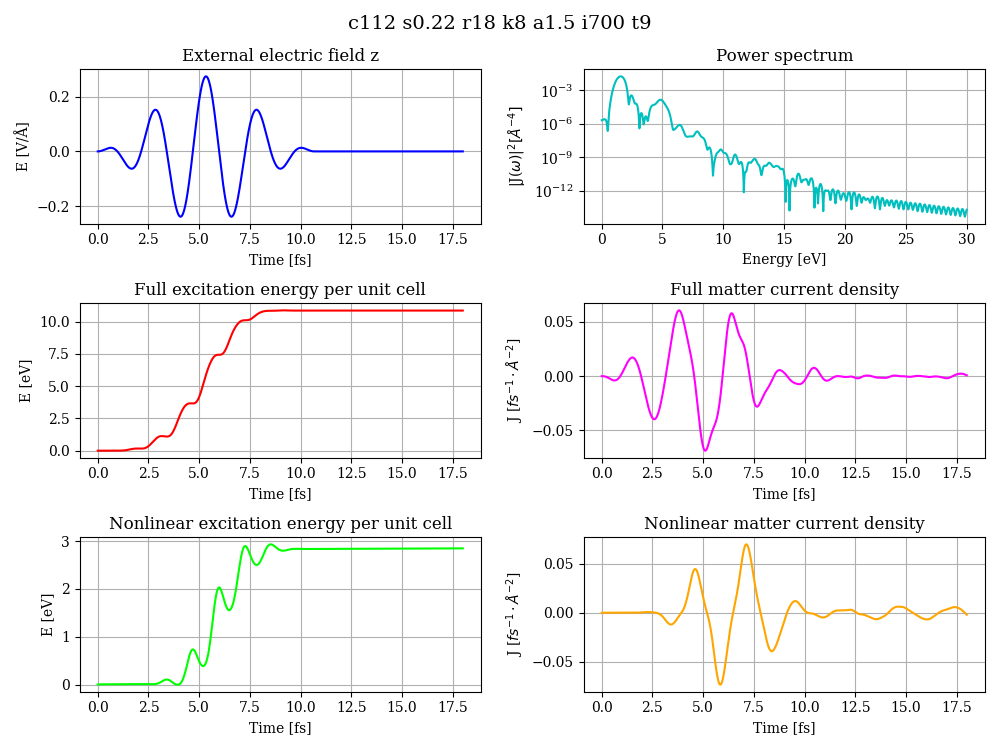 c112 s0.22 r18 k8 a1.5 i700 t9
External electric field z
E [V/Å]
0.2
0.0
−0.2
0.0 2.5 5.0 7.5 10.0 12.5 15.0 17.5
Time [fs]
Power spectrum
|J(ω)|²[Å⁻⁴]
10⁻³
10⁻⁶
10⁻⁹
10⁻¹²
0 5 10 15 20 25 30
Energy [eV]
Full excitation energy per unit cell
E [eV]
10.0
7.5
5.0
2.5
0.0
0.0 2.5 5.0 7.5 10.0 12.5 15.0 17.5
Time [fs]
Full matter current density
J [fs⁻¹ · Å⁻²]
0.05
0.00
−0.05
0.0 2.5 5.0 7.5 10.0 12.5 15.0 17.5
Time [fs]
Nonlinear excitation energy per unit cell
E [eV]
3
2
1
0
0.0 2.5 5.0 7.5 10.0 12.5 15.0 17.5
Time [fs]
Nonlinear matter current density
J [fs⁻¹ · Å⁻²]
0.05
0.00
−0.05
0.0 2.5 5.0 7.5 10.0 12.5 15.0 17.5
Time [fs]